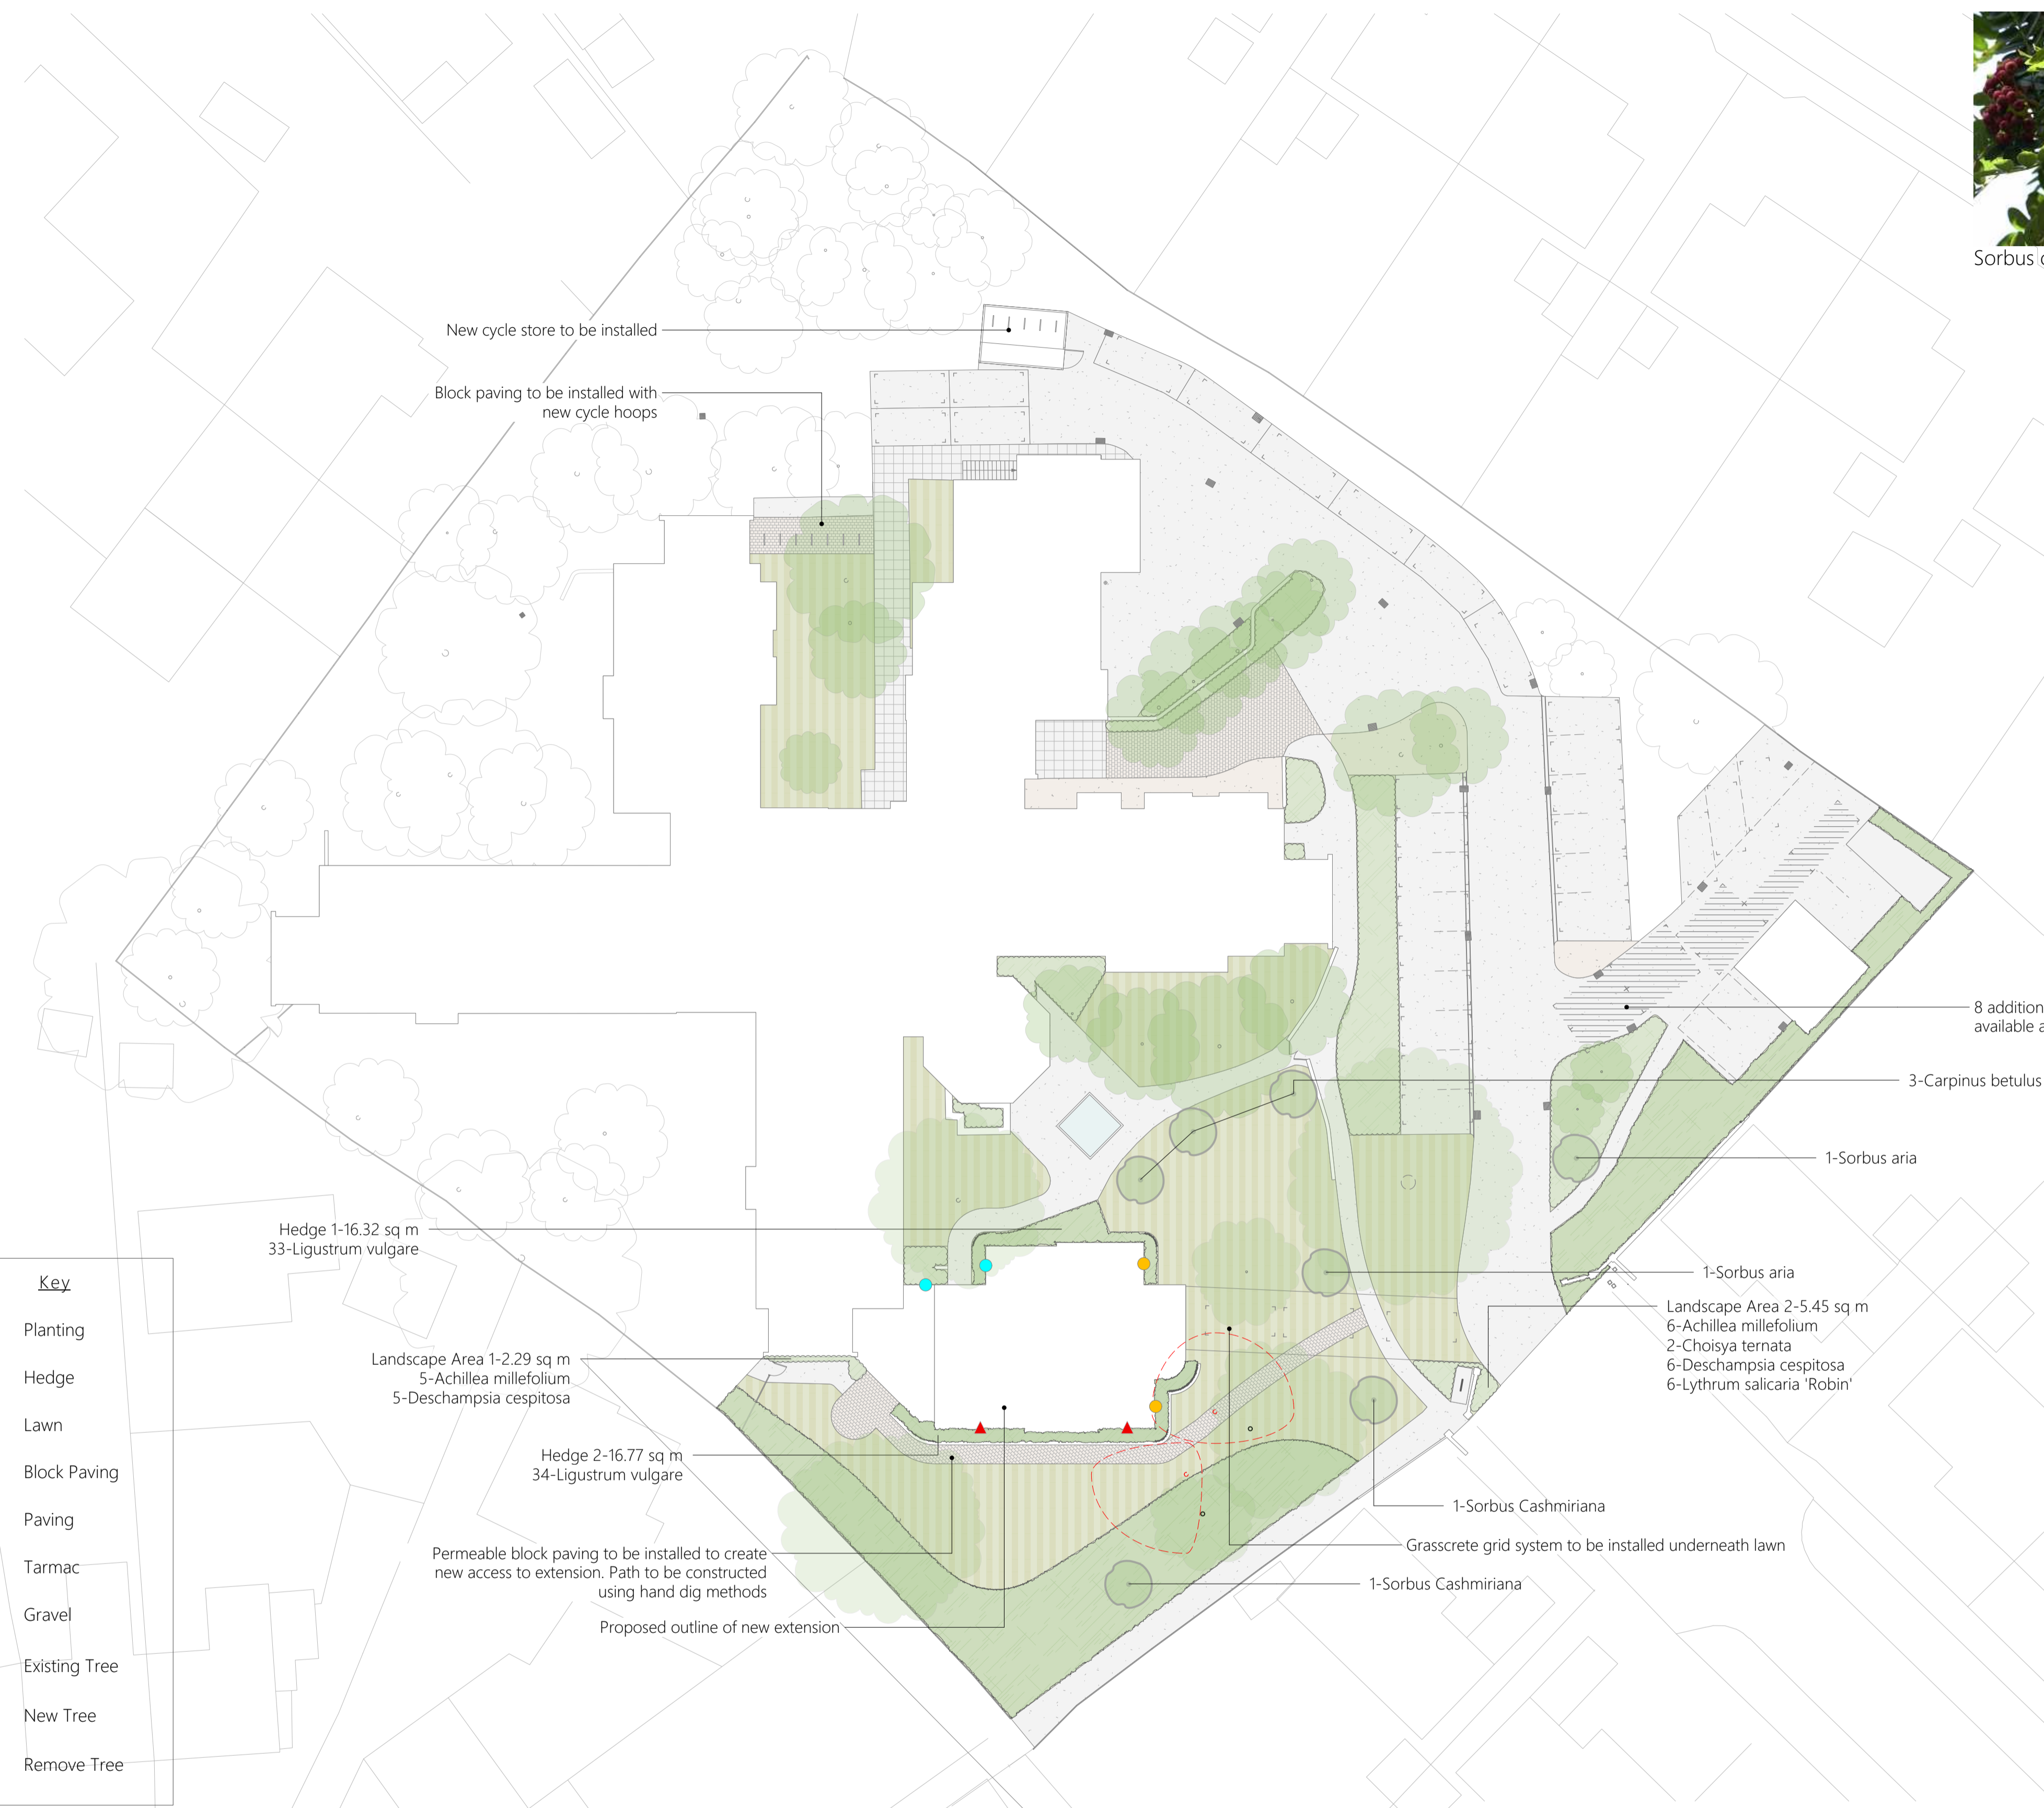 Sorbus
New cycle store to be installed
Block paving to be installed with
new cycle hoops
8 addition
available a
3-Carpinus betulus
1-Sorbus aria
Hedge 1-16.32 sq m
33-Ligustrum vulgare
1-Sorbus aria
Landscape Area 2-5.45 sq m
6-Achillea millefolium
2-Choisya ternata
6-Deschampsia cespitosa
6-Lythrum salicaria 'Robin'
Landscape Area 1-2.29 sq m
5-Achillea millefolium
5-Deschampsia cespitosa
Hedge 2-16.77 sq m
34-Ligustrum vulgare
1-Sorbus Cashmiriana
Grasscrete grid system to be installed underneath lawn
Permeable block paving to be installed to create
new access to extension. Path to be constructed
using hand dig methods
1-Sorbus Cashmiriana
Proposed outline of new extension
Key
Planting
Hedge
Lawn
Block Paving
Paving
Tarmac
Gravel
Existing Tree
New Tree
Remove Tree